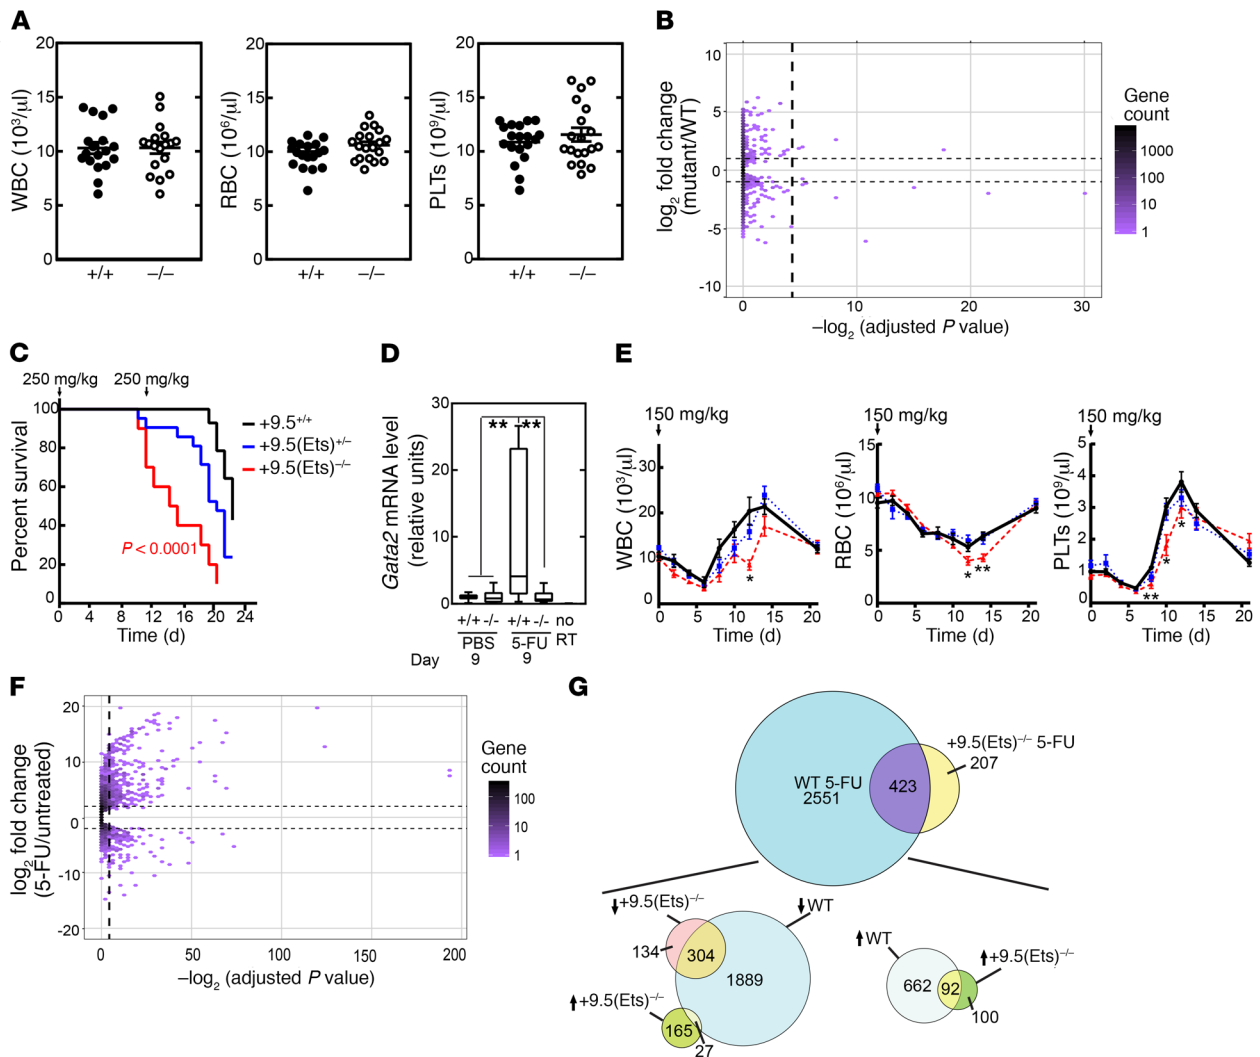 A
WBC (10³/µl)
20
15
10
5
0
+/+
–/–
RBC (10⁶/µl)
20
15
10
5
0
+/+
–/–
PLTs (10⁹/µl)
20
15
10
5
0
+/+
–/–
B
log₂ fold change
(mutant/WT)
10
5
0
-5
-10
0
10
20
30
–log₂ (adjusted P value)
Gene
count
1000
100
10
1
C
250 mg/kg
250 mg/kg
Percent survival
100
80
60
40
20
0
0
4
8
12
16
20
24
Time (d)
P < 0.0001
+9.5⁺/⁺
+9.5(Ets)⁺/⁻
+9.5(Ets)⁻/⁻
D
Gata2 mRNA level
(relative units)
30
20
10
0
**
**
+/+ -/-
+/+ -/-
no
RT
PBS
5-FU
Day
9
9
E
150 mg/kg
WBC (10³/µl)
30
20
10
0
0
5
10
15
20
Time (d)
*
150 mg/kg
RBC (10⁶/µl)
15
10
5
0
0
5
10
15
20
Time (d)
*
**
150 mg/kg
PLTs (10⁹/µl)
5
4
3
2
1
0
0
5
10
15
20
Time (d)
**
*
*
F
log₂ fold change
(5-FU/untreated)
20
10
0
-10
-20
0
50
100
150
200
–log₂ (adjusted P value)
Gene
count
100
10
1
G
WT 5-FU
2551
423
+9.5(Ets)⁻/⁻ 5-FU
207
↓+9.5(Ets)⁻/⁻
↓WT
134
304
1889
↑+9.5(Ets)⁻/⁻
165
27
↑WT
↑+9.5(Ets)⁻/⁻
662
92
100